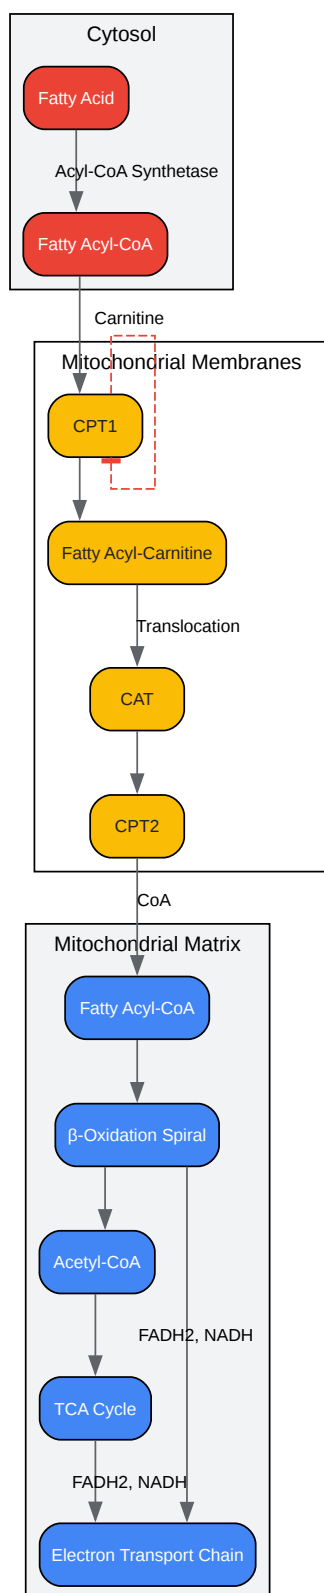 Cytosol
Fatty Acid
Acyl-CoA Synthetase
Fatty Acyl-CoA
Carnitine
Mitochondrial Membranes
CPT1
Fatty Acyl-Carnitine
Translocation
CAT
CPT2
CoA
Mitochondrial Matrix
Fatty Acyl-CoA
β-Oxidation Spiral
Acetyl-CoA
FADH2, NADH
TCA Cycle
FADH2, NADH
Electron Transport Chain